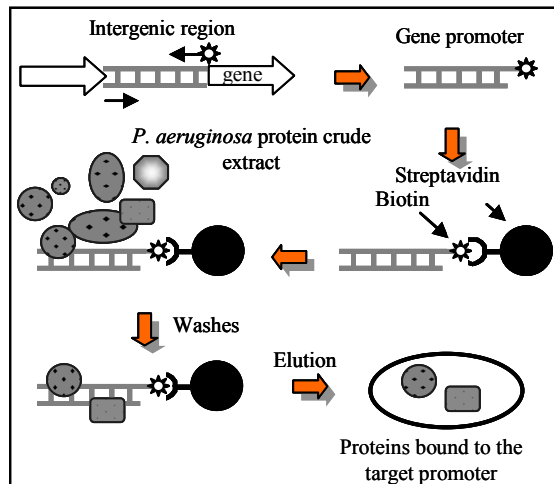 Intergenic region
Gene promoter
gene
P. aeruginosa protein crude
extract
Streptavidin
Biotin
Washes
Elution
Proteins bound to the
target promoter